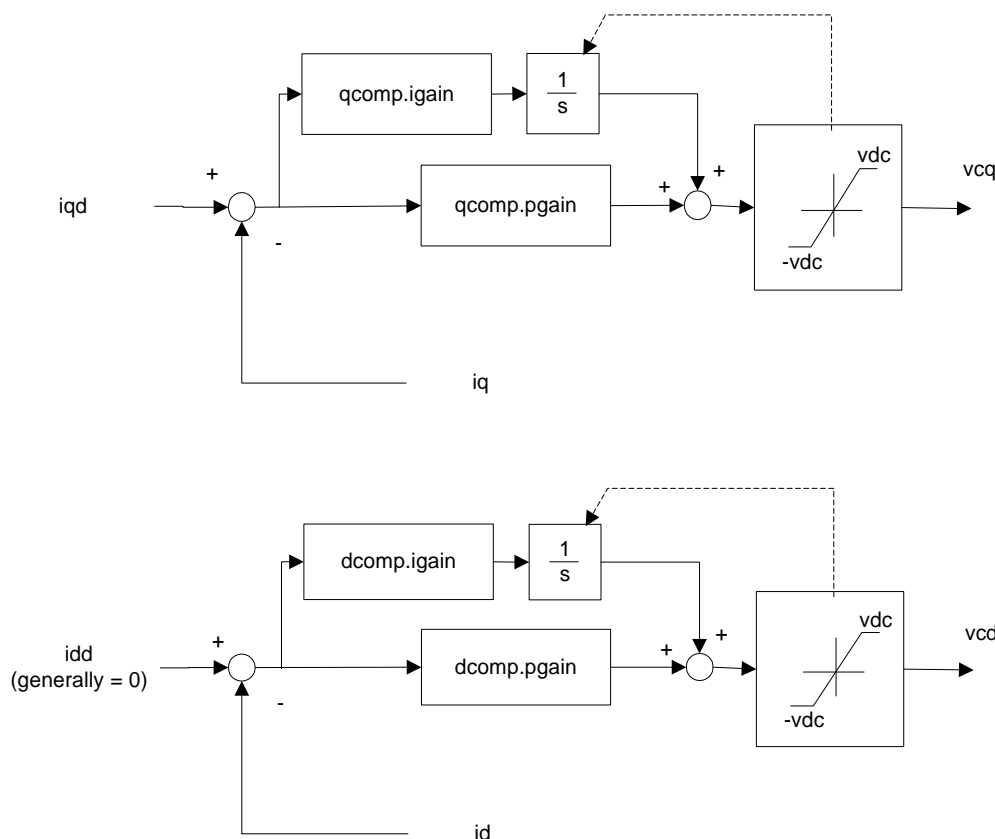 qcomp.igain
1
s
+
iqd
-
qcomp.pgain
+
+
vdc
-vdc
vcq
iq
dcomp.igain
1
s
+
idd
(generally = 0)
-
dcomp.pgain
+
+
vdc
-vdc
vcd
id